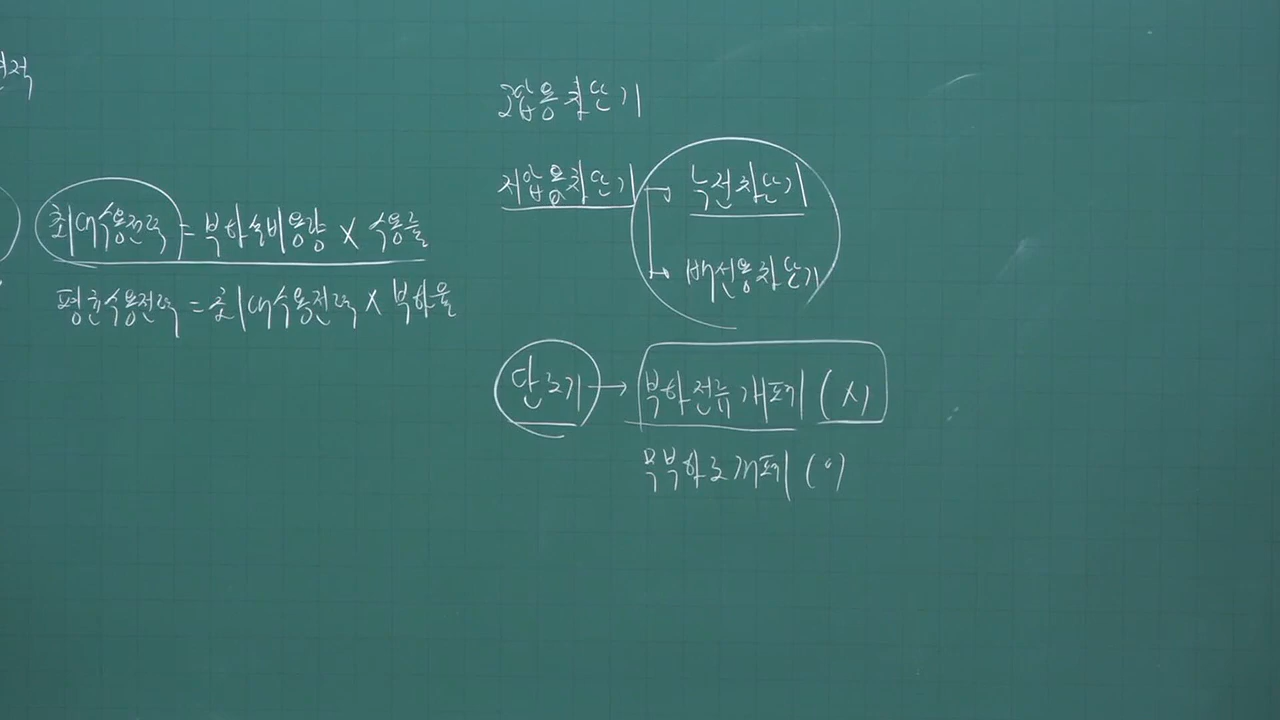 최대수용전력 = 부하설비용량 × 수용률
평균수용전력 = 최대수용전력 × 부하율
고압용차단기
저압용차단기 → 누전차단기
→ 배선용차단기
단로기 → 부하전류개폐 (X)
무부하로개폐 (O)